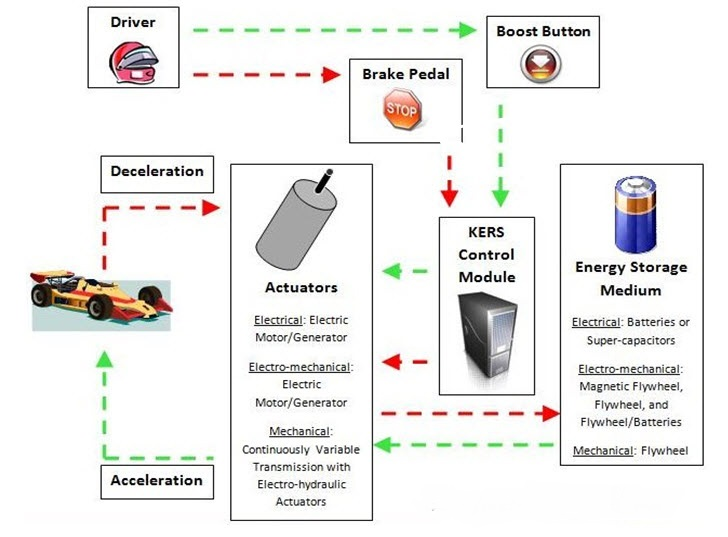 Driver
Boost Button
Brake Pedal
STOP
Deceleration
KERS
Control
Module
Actuators
Electrical: Electric
Motor/Generator
Electro-mechanical:
Electric
Motor/Generator
Mechanical:
Continuously Variable
Transmission with
Electro-hydraulic
Actuators
Energy Storage
Medium
Electrical: Batteries or
Super-capacitors
Electro-mechanical:
Magnetic Flywheel,
Flywheel, and
Flywheel/Batteries
Mechanical: Flywheel
Acceleration